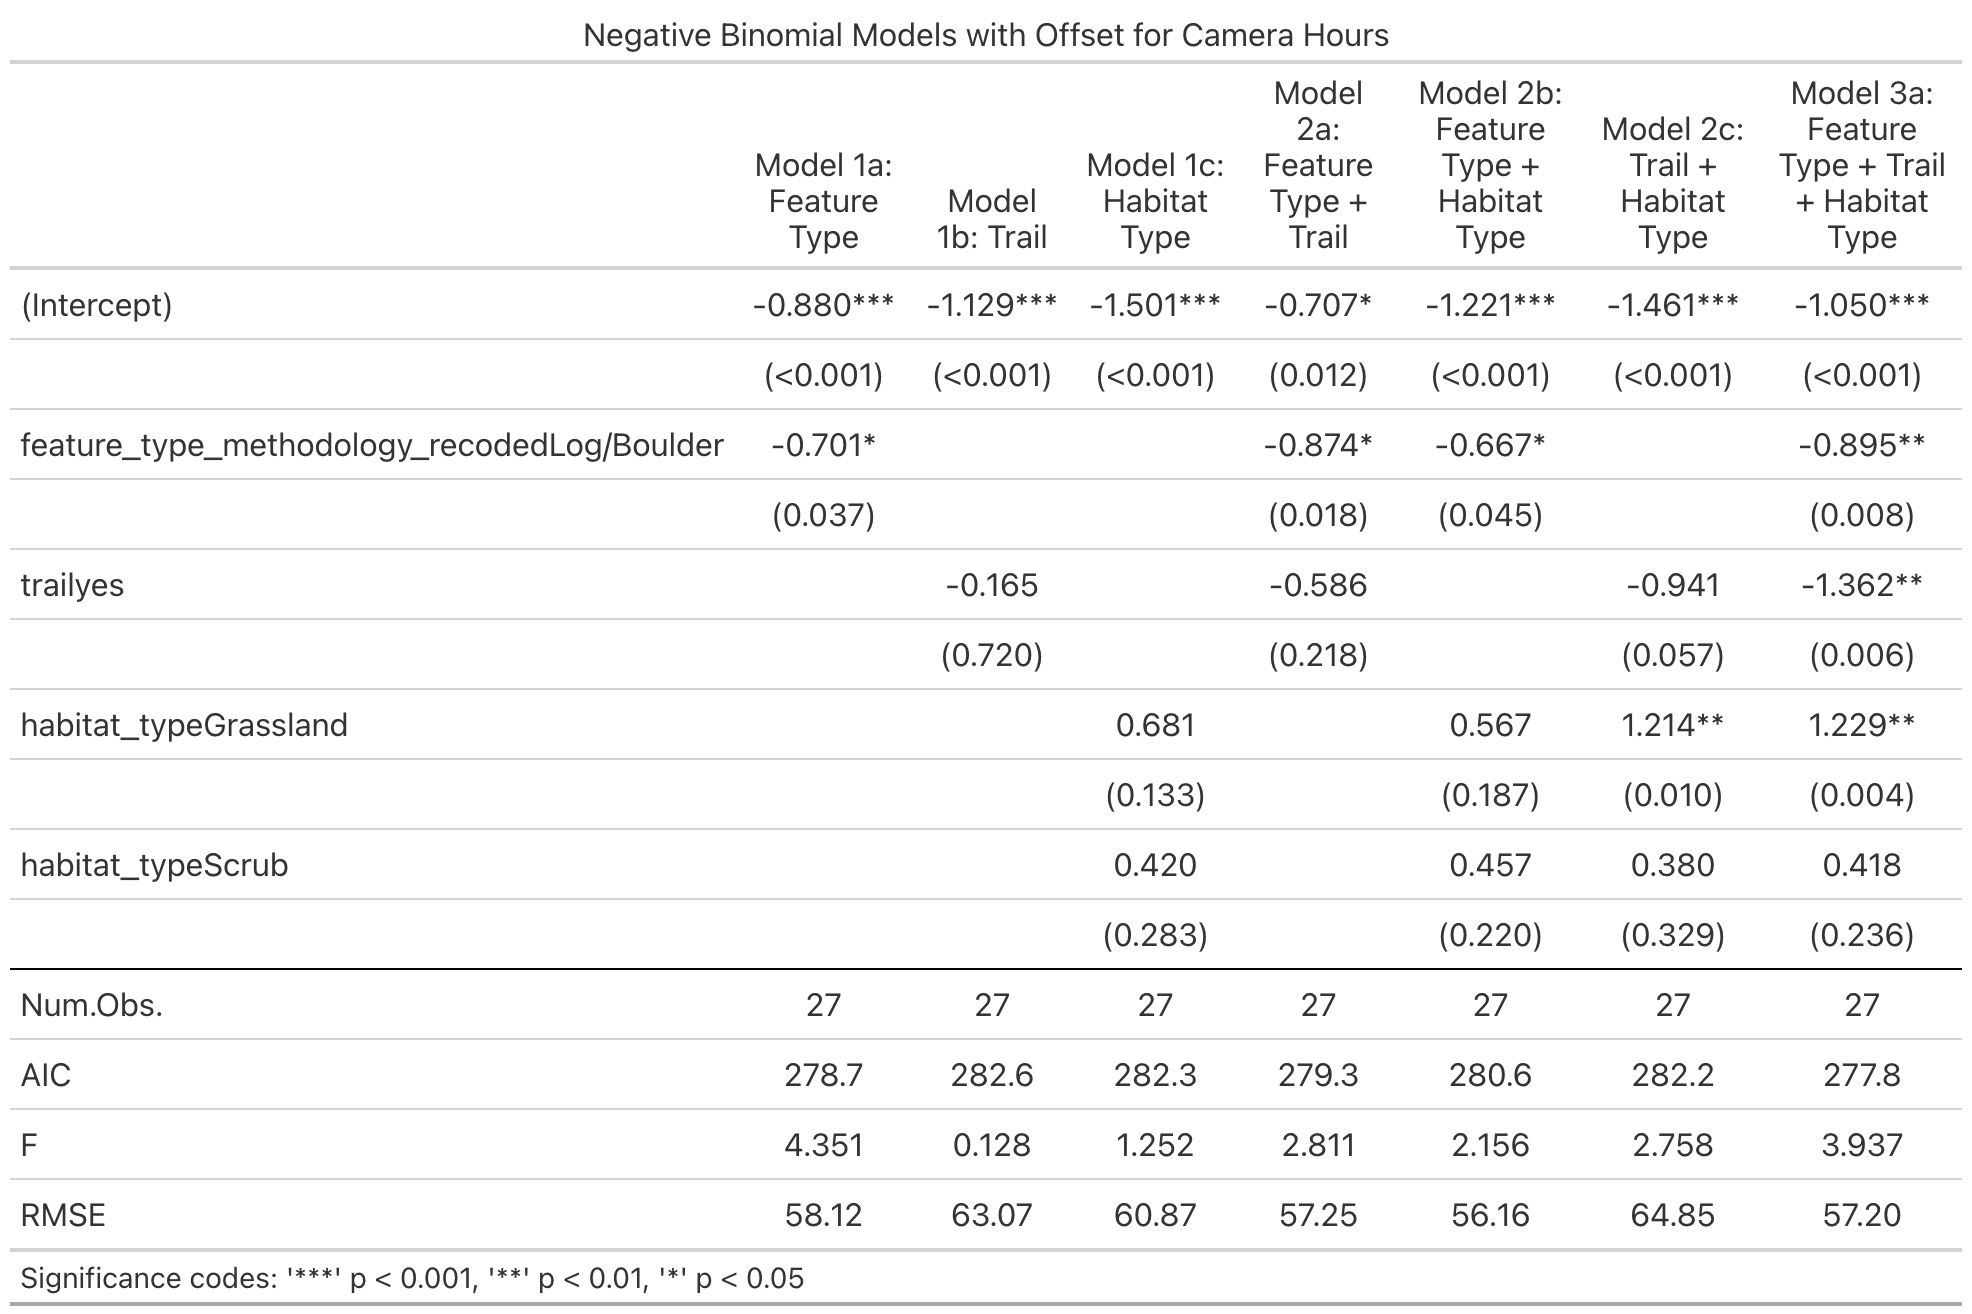 Negative Binomial Models with Offset for Camera Hours
Model 1a: Feature Type | Model 1b: Trail | Model 1c: Habitat Type | Model 2a: Feature Type + Trail | Model 2b: Feature Type + Habitat Type | Model 2c: Trail + Habitat Type | Model 3a: Feature Type + Trail + Habitat Type
(Intercept) -0.880*** -1.129*** -1.501*** -0.707* -1.221*** -1.461*** -1.050***
(<0.001) (<0.001) (<0.001) (0.012) (<0.001) (<0.001) (<0.001)
feature_type_methodology_recodedLog/Boulder -0.701* -0.874* -0.667* -0.895**
(0.037) (0.018) (0.045) (0.008)
trailyes -0.165 -0.586 -0.941 -1.362**
(0.720) (0.218) (0.057) (0.006)
habitat_typeGrassland 0.681 0.567 1.214** 1.229**
(0.133) (0.187) (0.010) (0.004)
habitat_typeScrub 0.420 0.457 0.380 0.418
(0.283) (0.220) (0.329) (0.236)
Num.Obs. 27 27 27 27 27 27 27
AIC 278.7 282.6 282.3 279.3 280.6 282.2 277.8
F 4.351 0.128 1.252 2.811 2.156 2.758 3.937
RMSE 58.12 63.07 60.87 57.25 56.16 64.85 57.20
Significance codes: '***' p < 0.001, '**' p < 0.01, '*' p < 0.05